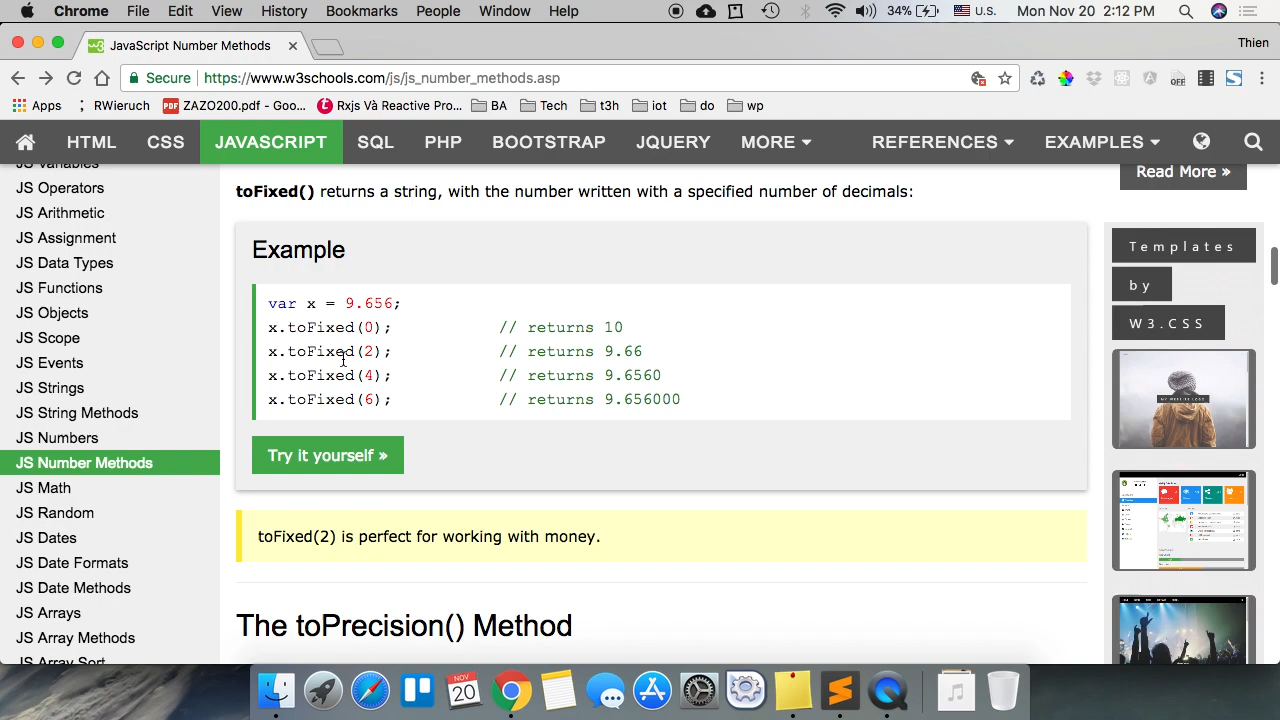 Chrome File Edit View History Bookmarks People Window Help 34% U.S. Mon Nov 20 2:12 PM
JavaScript Number Methods Thien
Secure https://www.w3schools.com/js/js_number_methods.asp
Apps RWieruch ZAZO200.pdf - Goo... Rxjs Và Reactive Pro... BA Tech t3h iot do wp
HTML CSS JAVASCRIPT SQL PHP BOOTSTRAP JQUERY MORE REFERENCES EXAMPLES
JS Variables
JS Operators
JS Arithmetic
JS Assignment
JS Data Types
JS Functions
JS Objects
JS Scope
JS Events
JS Strings
JS String Methods
JS Numbers
JS Number Methods
JS Math
JS Random
JS Dates
JS Date Formats
JS Date Methods
JS Arrays
JS Array Methods
JS Array Sort
toFixed() returns a string, with the number written with a specified number of decimals:
Example
var x = 9.656;
x.toFixed(0); // returns 10
x.toFixed(2); // returns 9.66
x.toFixed(4); // returns 9.6560
x.toFixed(6); // returns 9.656000
Try it yourself »
toFixed(2) is perfect for working with money.
The toPrecision() Method
Read More »
Templates
by
W3.CSS
NOV
20